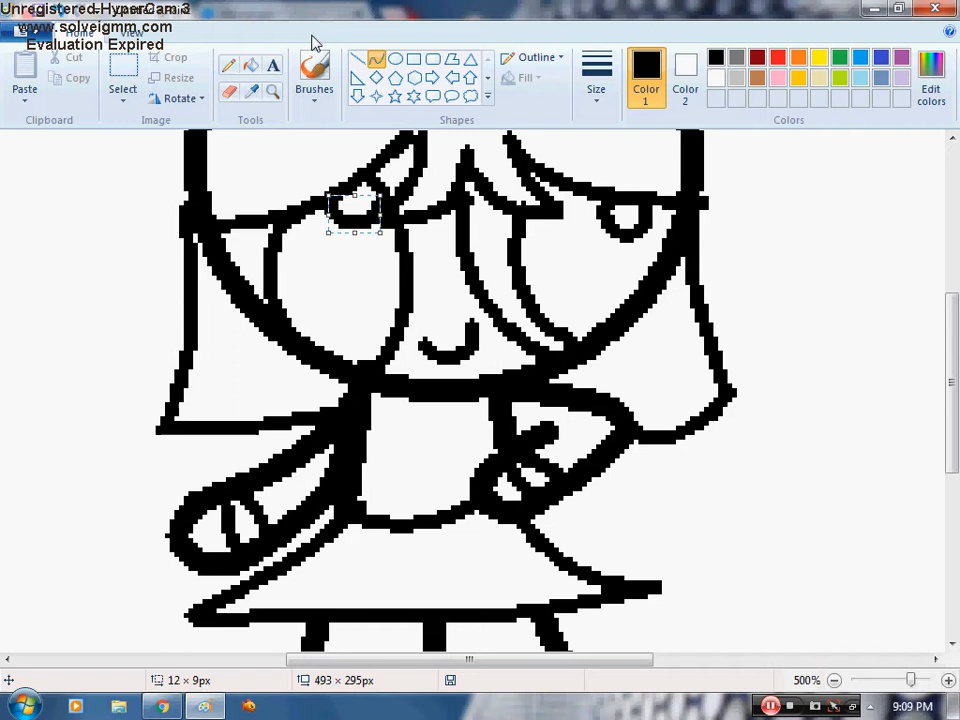 Unregistered HyperCam 3
www.solveigmm.com
Evaluation Expired
Home
View
Paste
Cut
Copy
Clipboard
Select
Crop
Resize
Rotate
Image
A
Tools
Brushes
Shapes
Outline
Fill
Size
Color
1
Color
2
Edit
colors
Colors
12 × 9px
493 × 295px
500%
9:09 PM